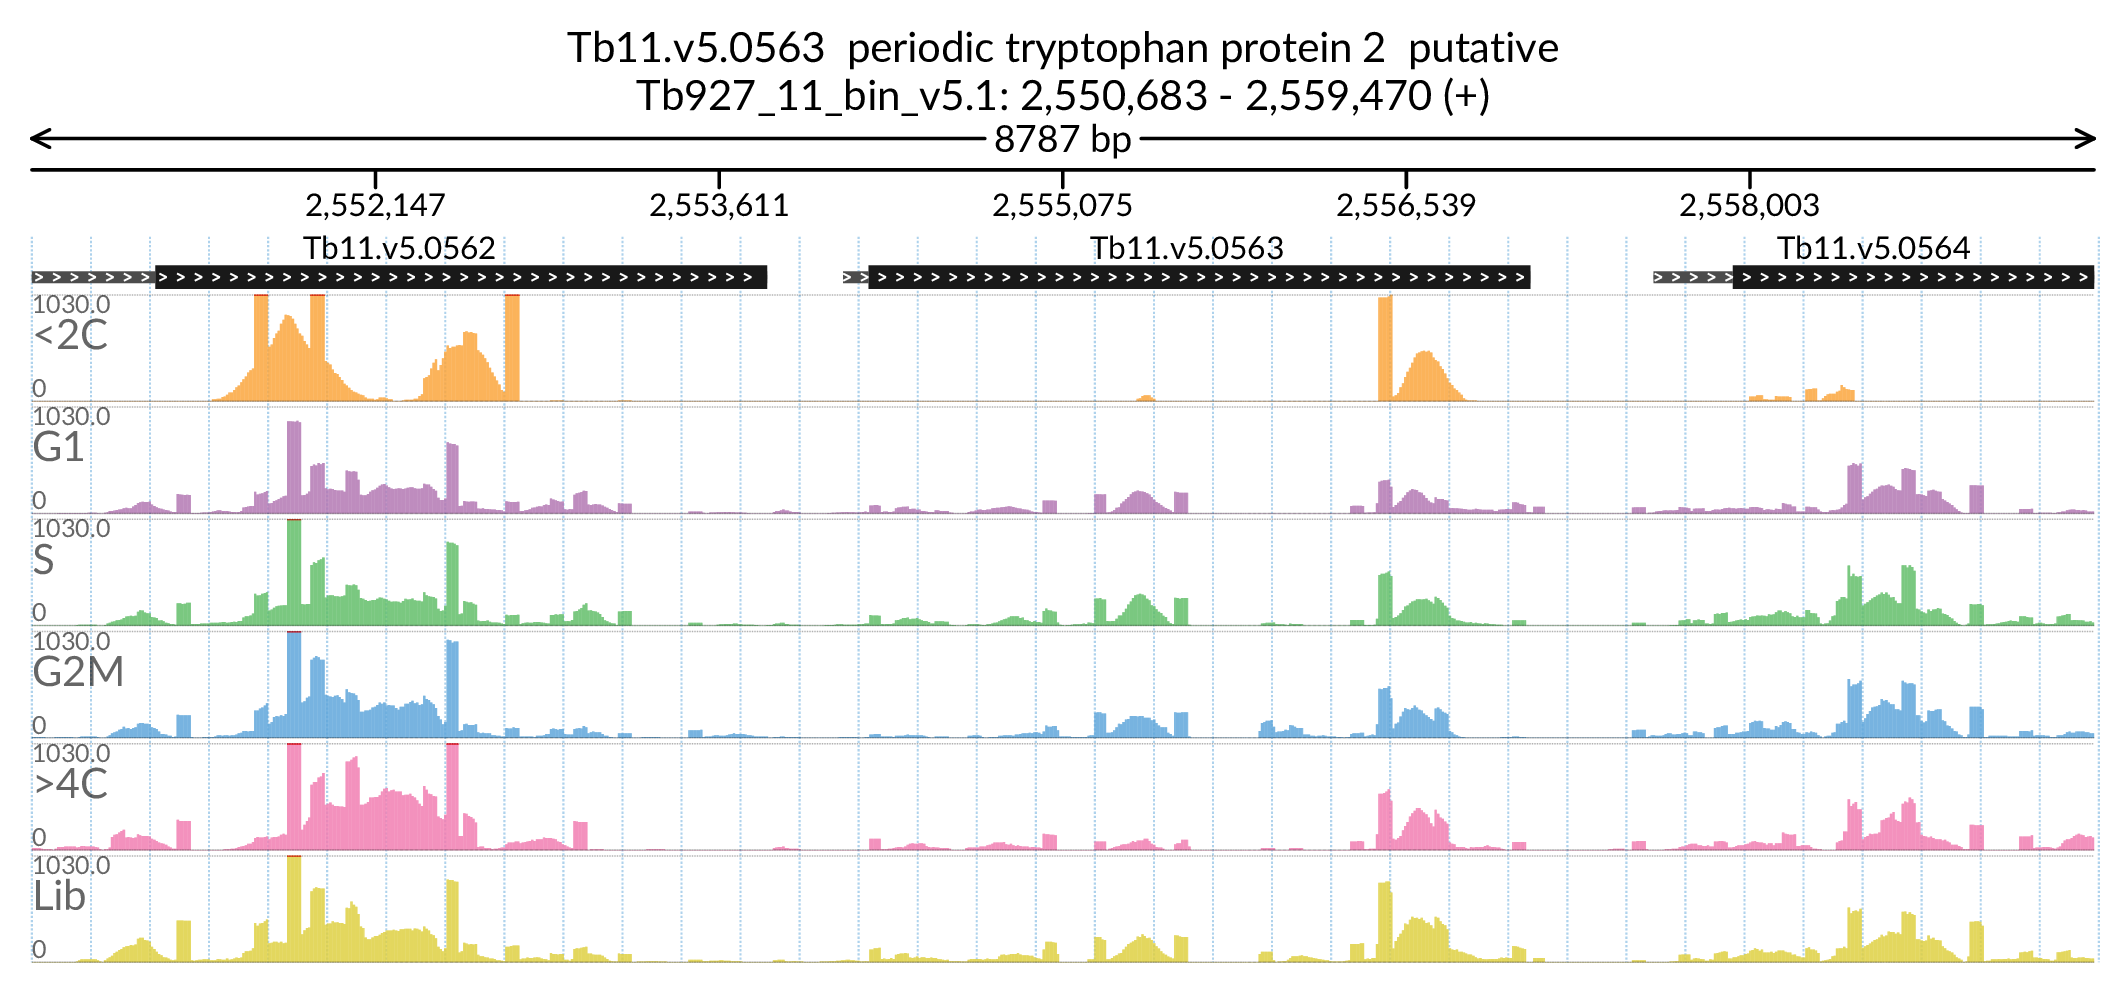 Tb11.v5.0563  periodic tryptophan protein 2  putative
Tb927_11_bin_v5.1: 2,550,683 - 2,559,470 (+)
8787 bp
2,552,147 2,553,611 2,555,075 2,556,539 2,558,003
Tb11.v5.0562 Tb11.v5.0563 Tb11.v5.0564
1030.0
<2C
0
1030.0
G1
0
1030.0
S
0
1030.0
G2M
0
1030.0
>4C
0
1030.0
Lib
0